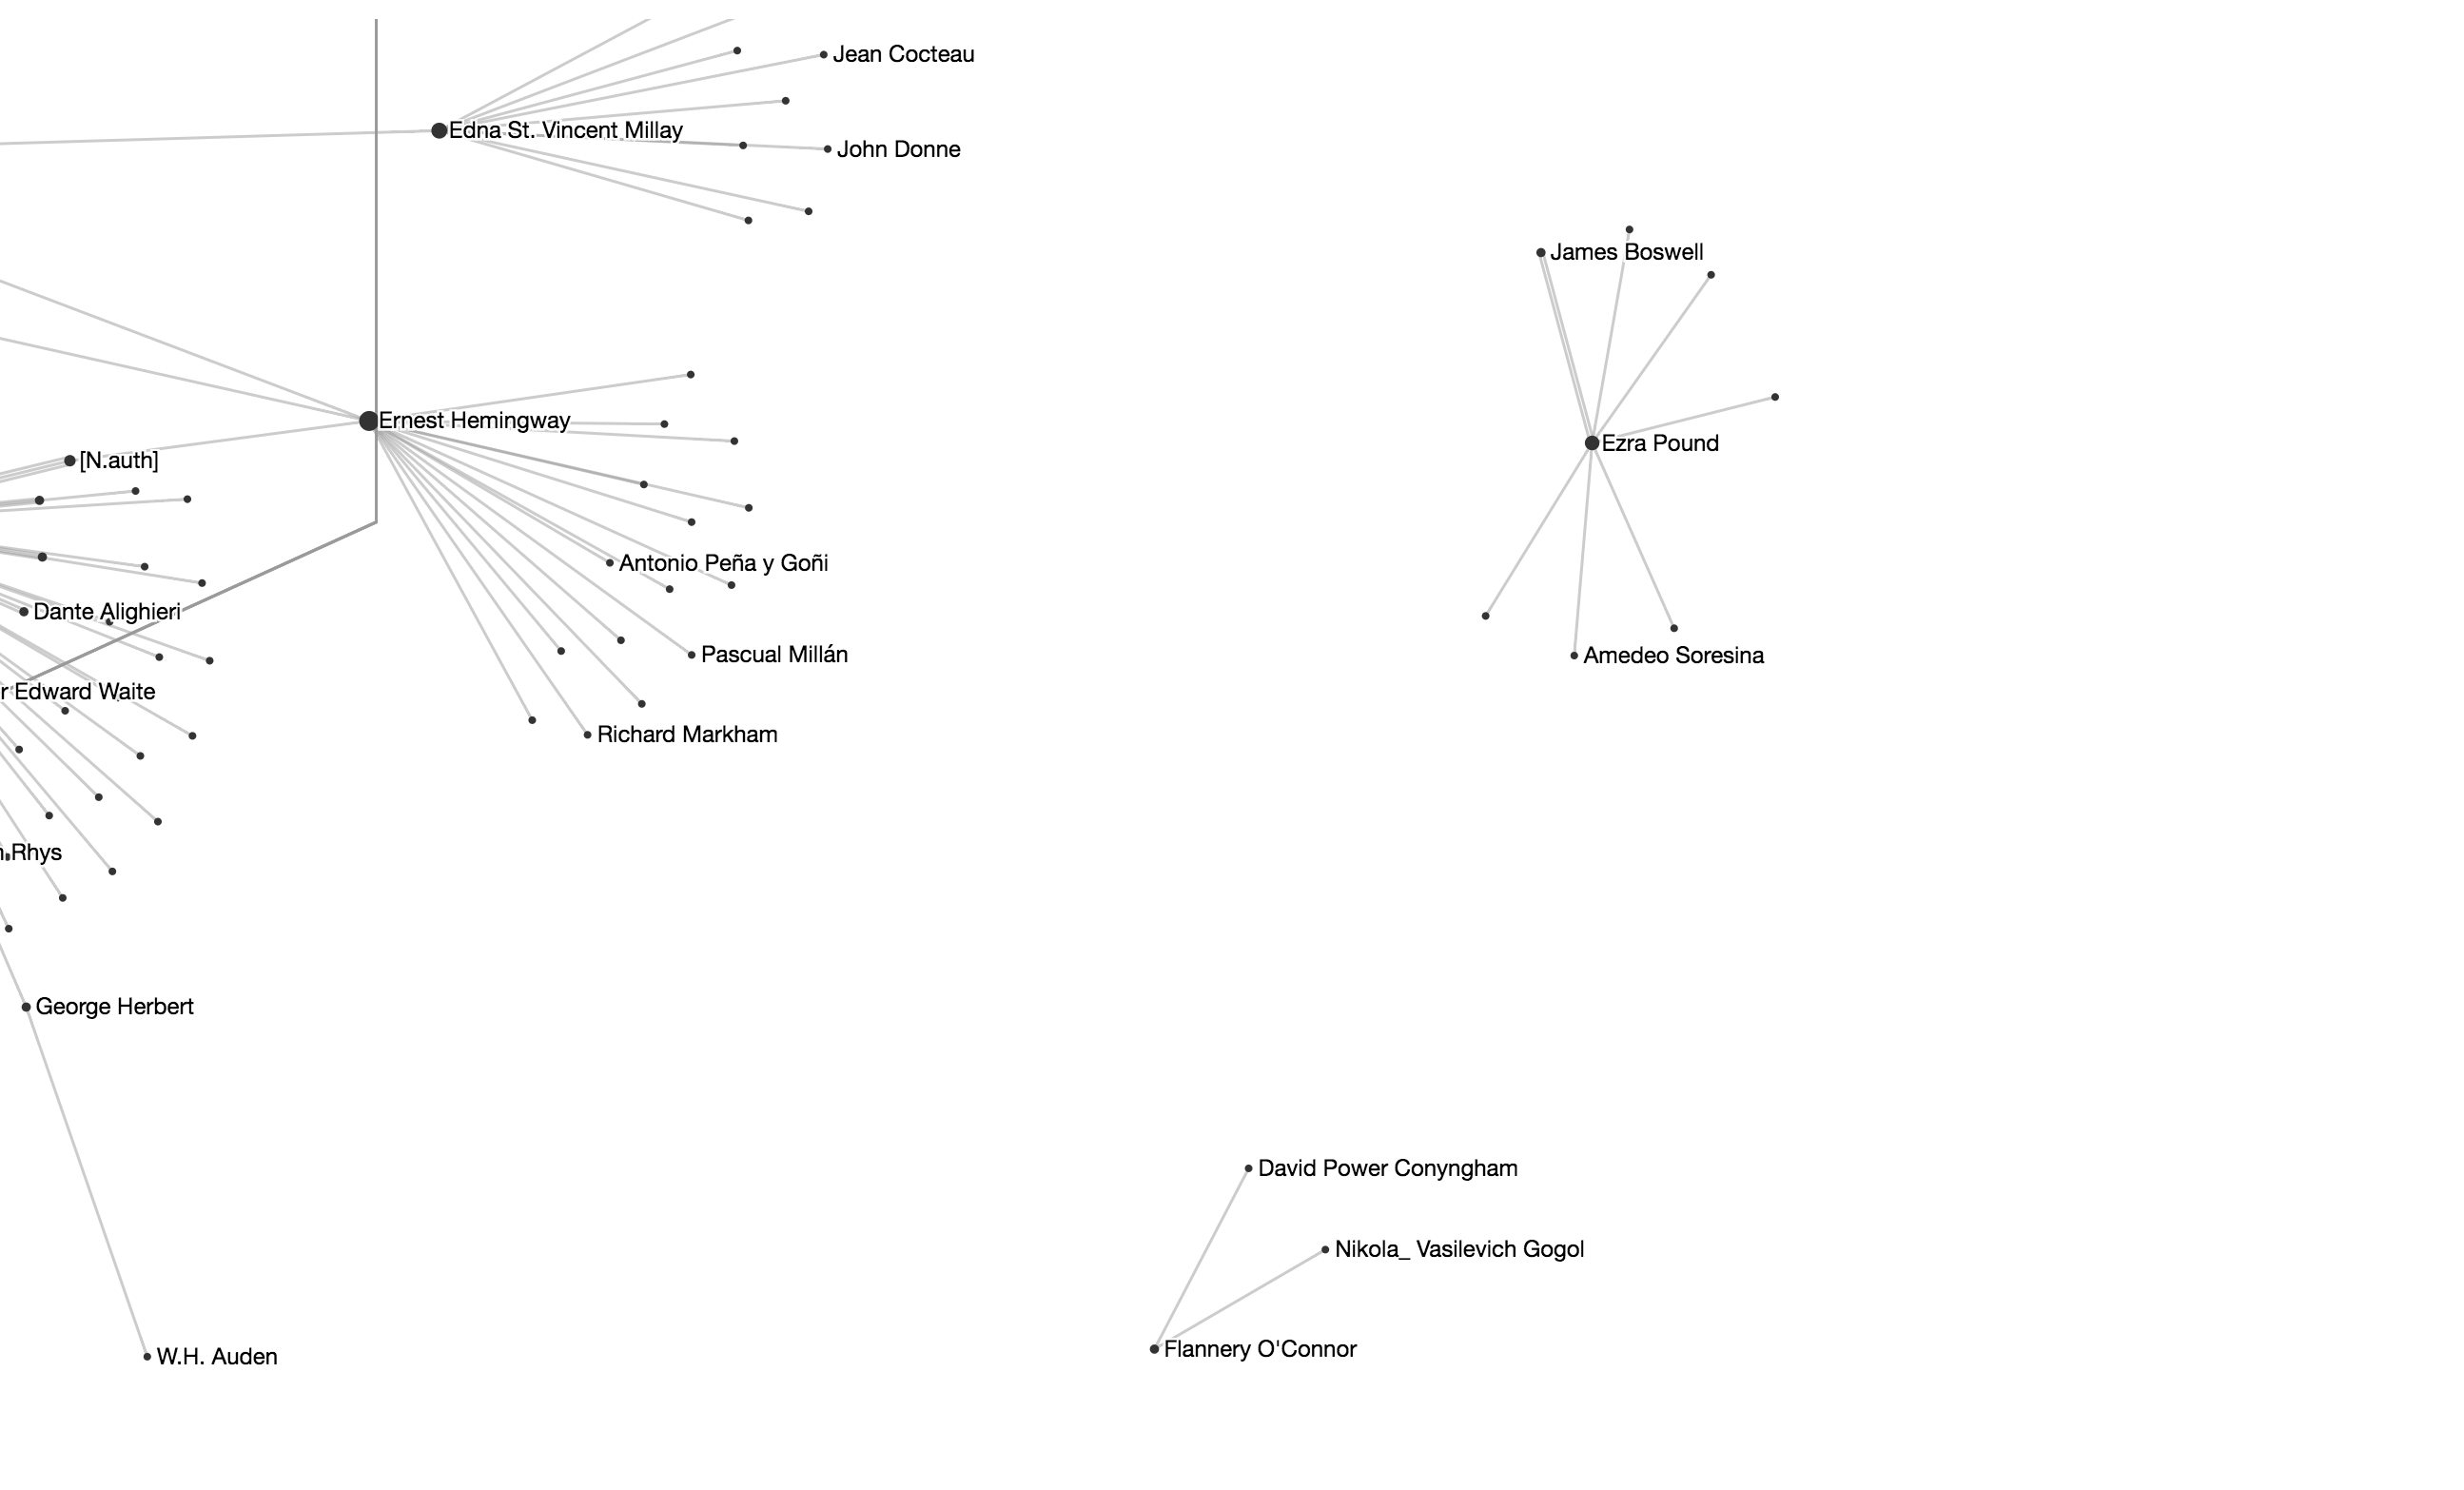 Jean Cocteau
Edna St. Vincent Millay
John Donne
James Boswell
Ernest Hemingway
Ezra Pound
[N.auth]
Antonio Peña y Goñi
Dante Alighieri
Pascual Millán
Amedeo Soresina
r Edward Waite
Richard Markham
Rhys
George Herbert
David Power Conyngham
Nikola_ Vasilevich Gogol
Flannery O'Connor
W.H. Auden